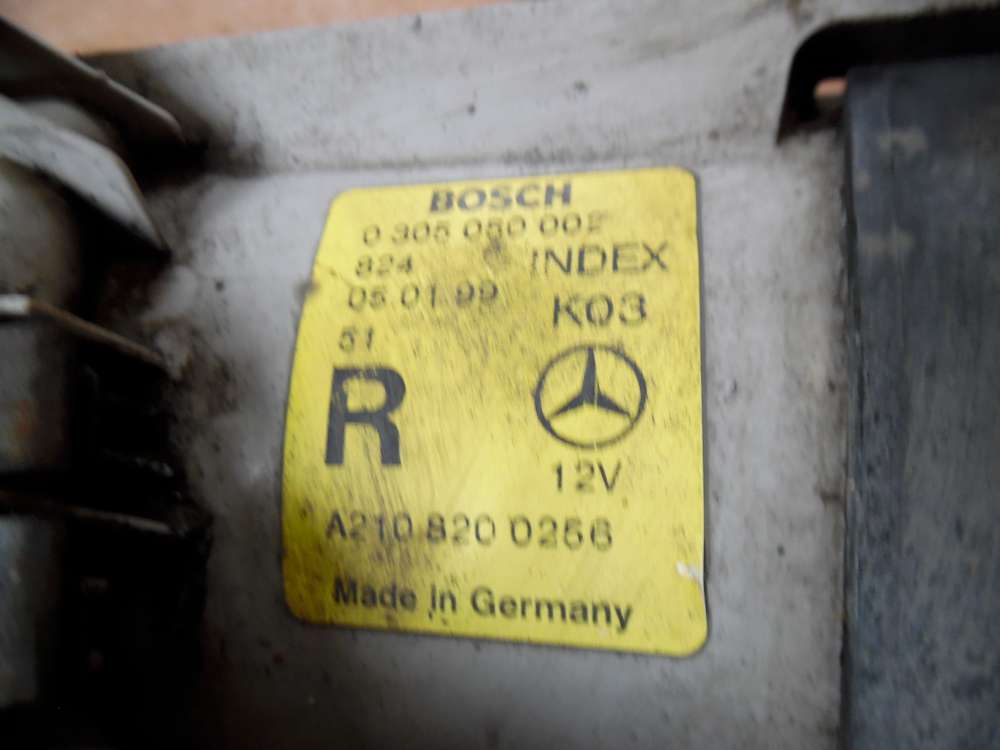 BOSCH
0 305 050 002
824 INDEX
05.01.99 K03
51
R
12V
A210 820 0256
Made in Germany